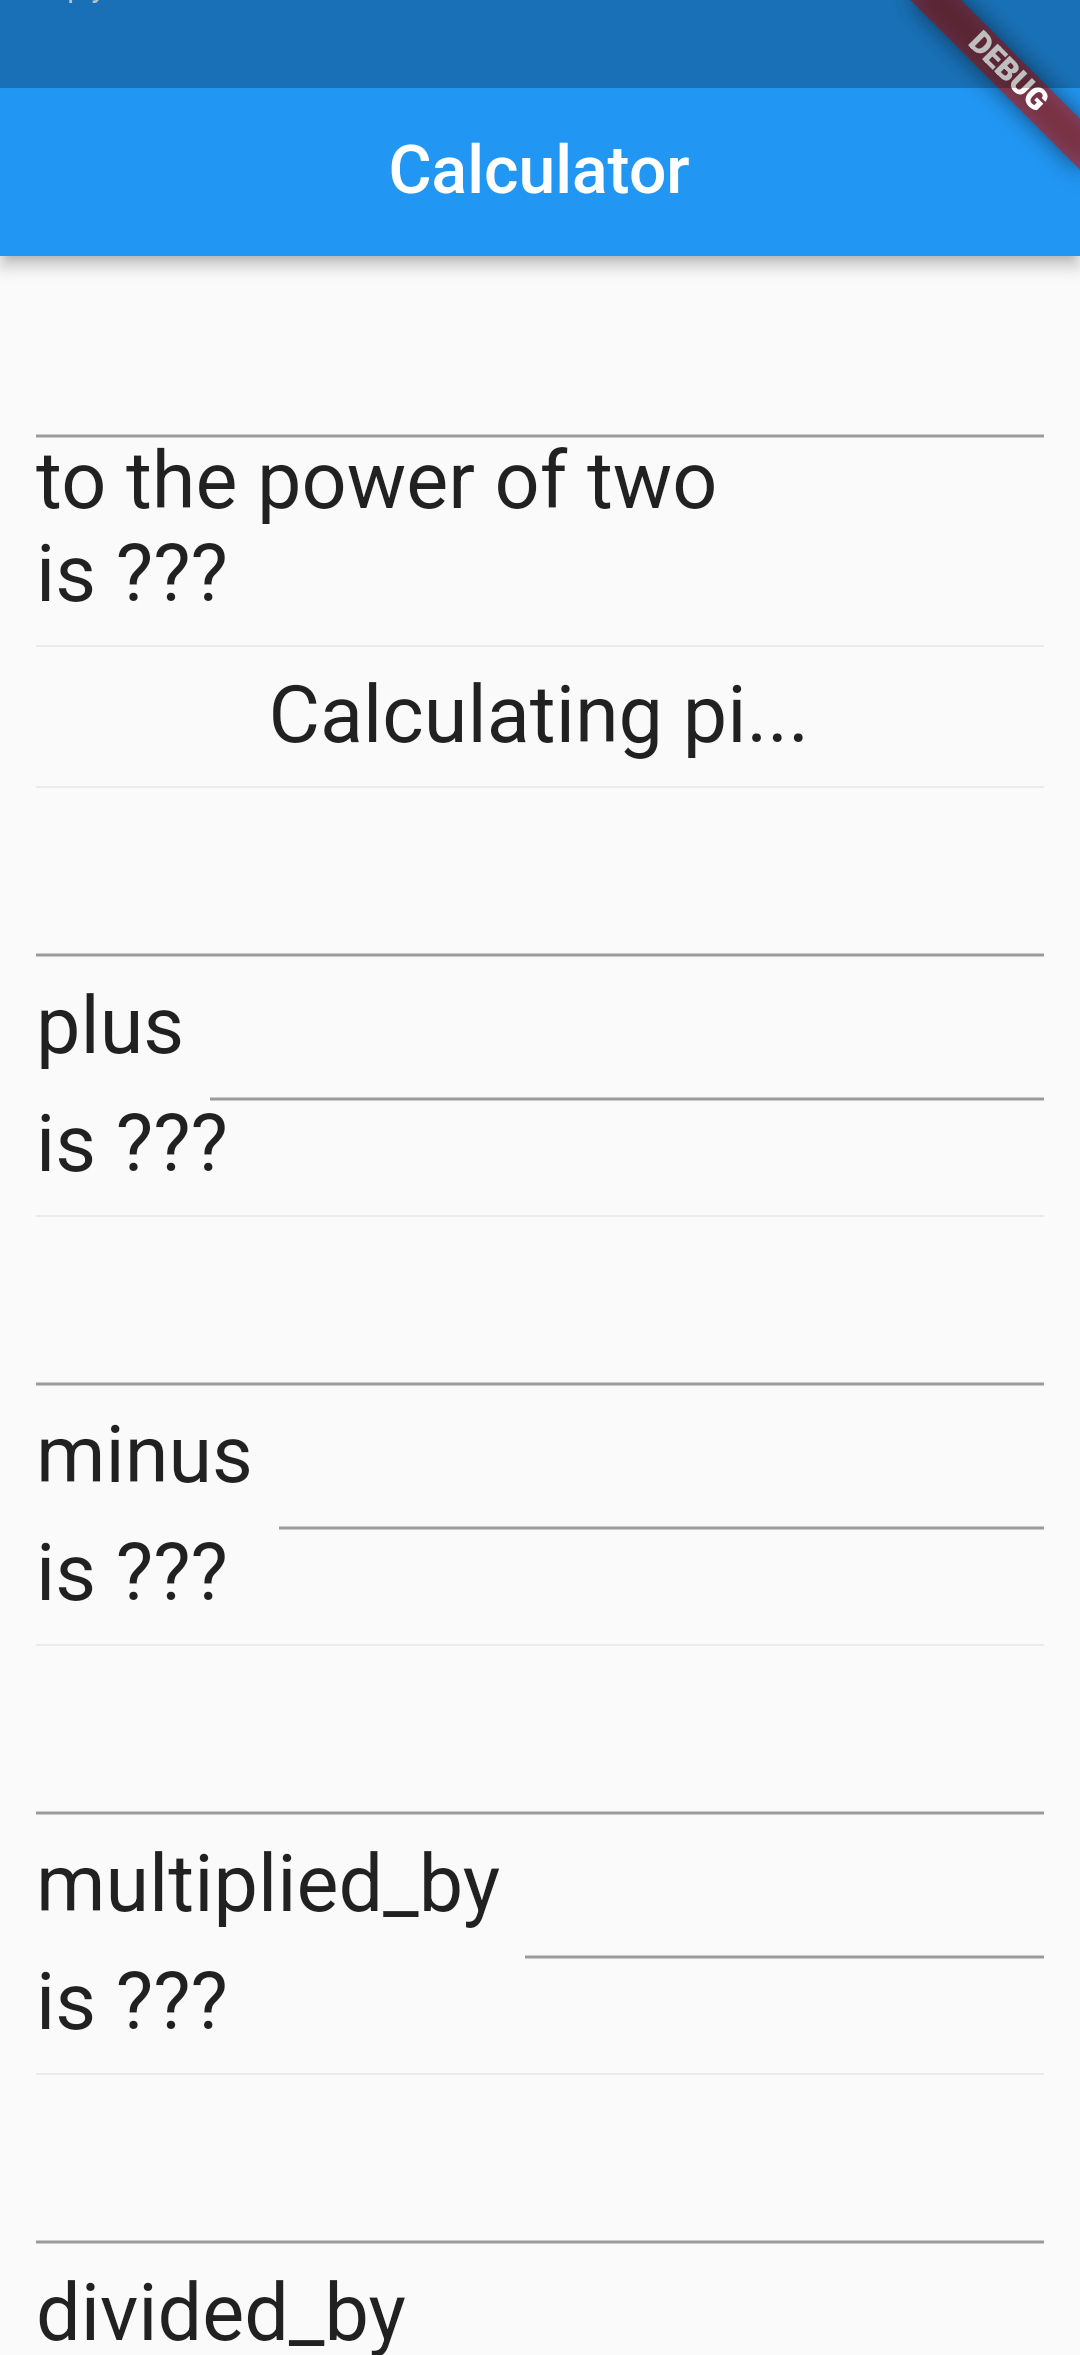 DEBUG
Calculator
to the power of two
is ???
Calculating pi...
plus
is ???
minus
is ???
multiplied_by
is ???
divided_by